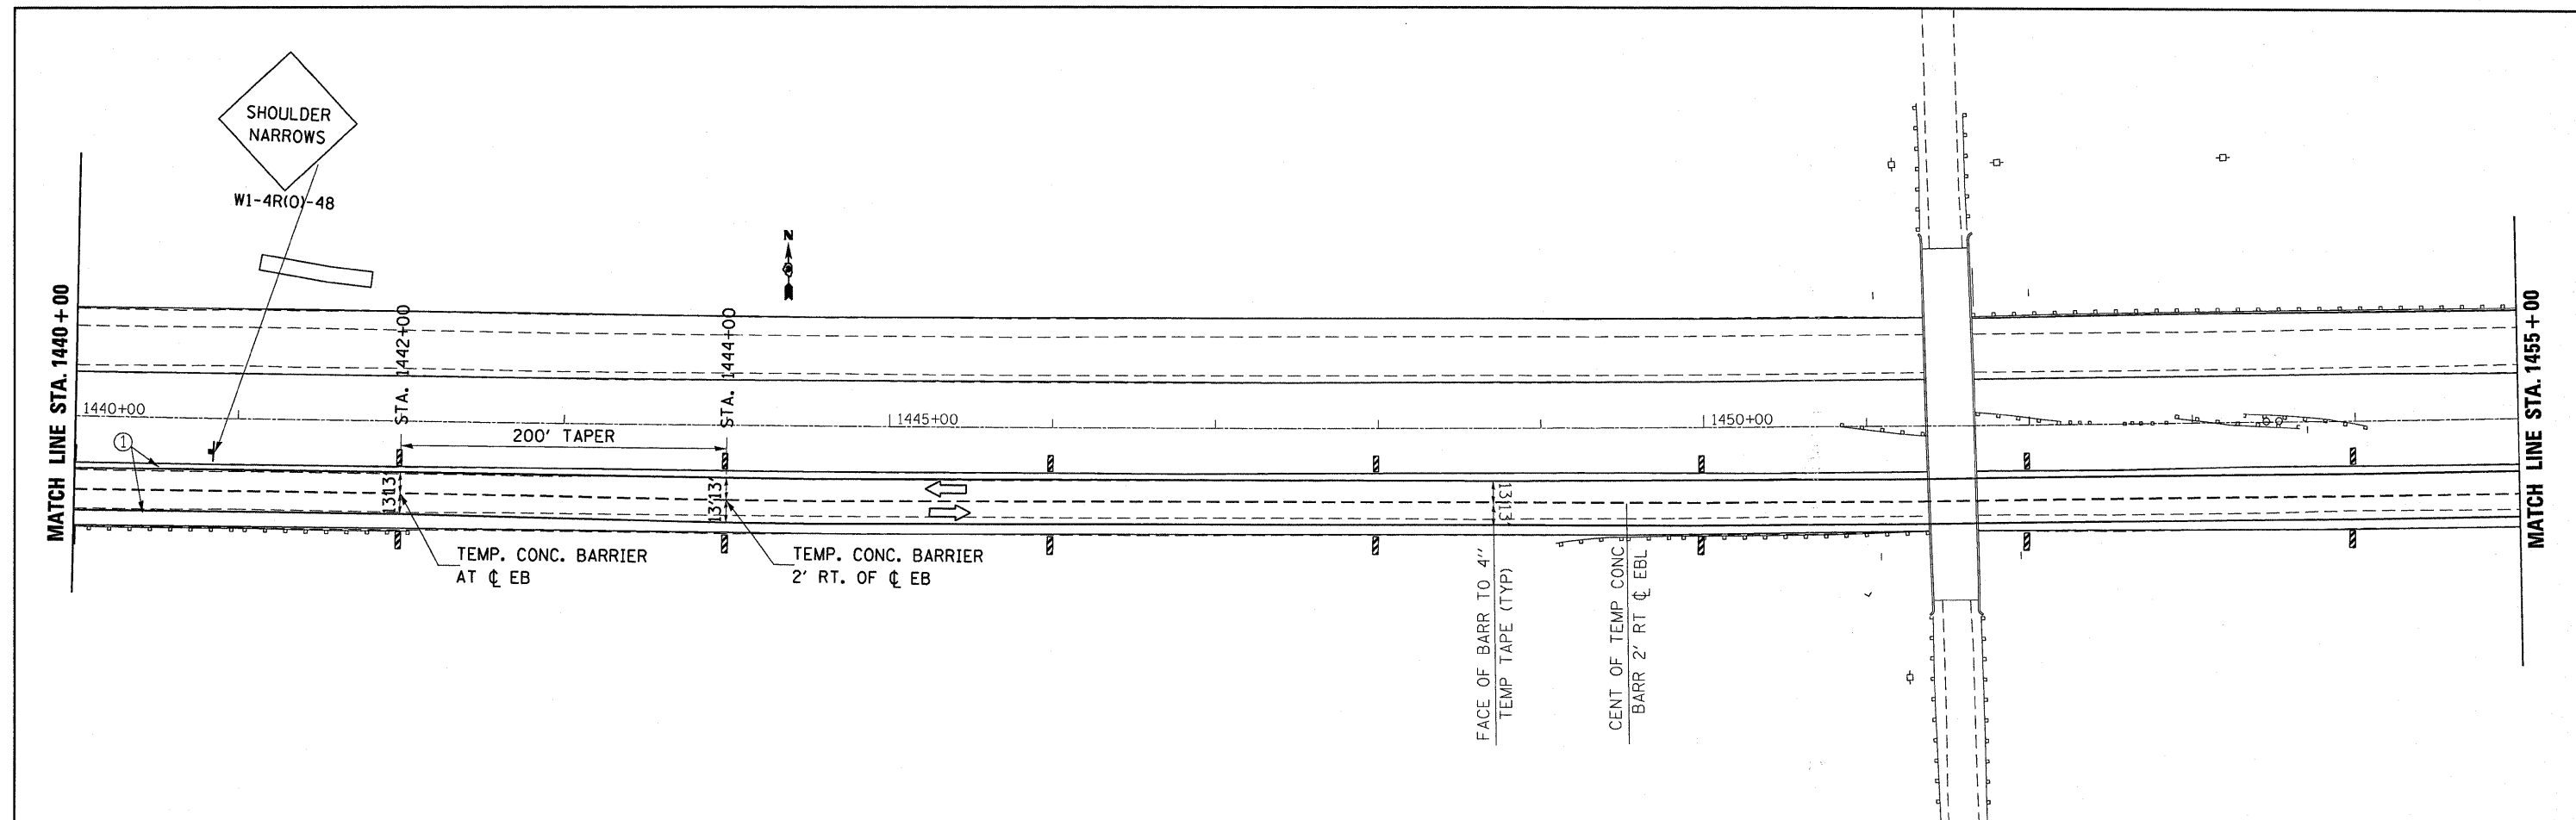 SHOULDER
NARROWS
W1-4R(O)-48
N
MATCH LINE STA. 1440+00
STA. 1442+00
STA. 1444+00
MATCH LINE STA. 1455+00
1440+00
1445+00
1450+00
200' TAPER
1
13'
13'
13'
13'
13'
13'
TEMP. CONC. BARRIER
AT ℄ EB
TEMP. CONC. BARRIER
2' RT. OF ℄ EB
FACE OF BARR TO 4"
TEMP TAPE (TYP)
CENT OF TEMP CONC
BARR 2' RT ℄ EBL